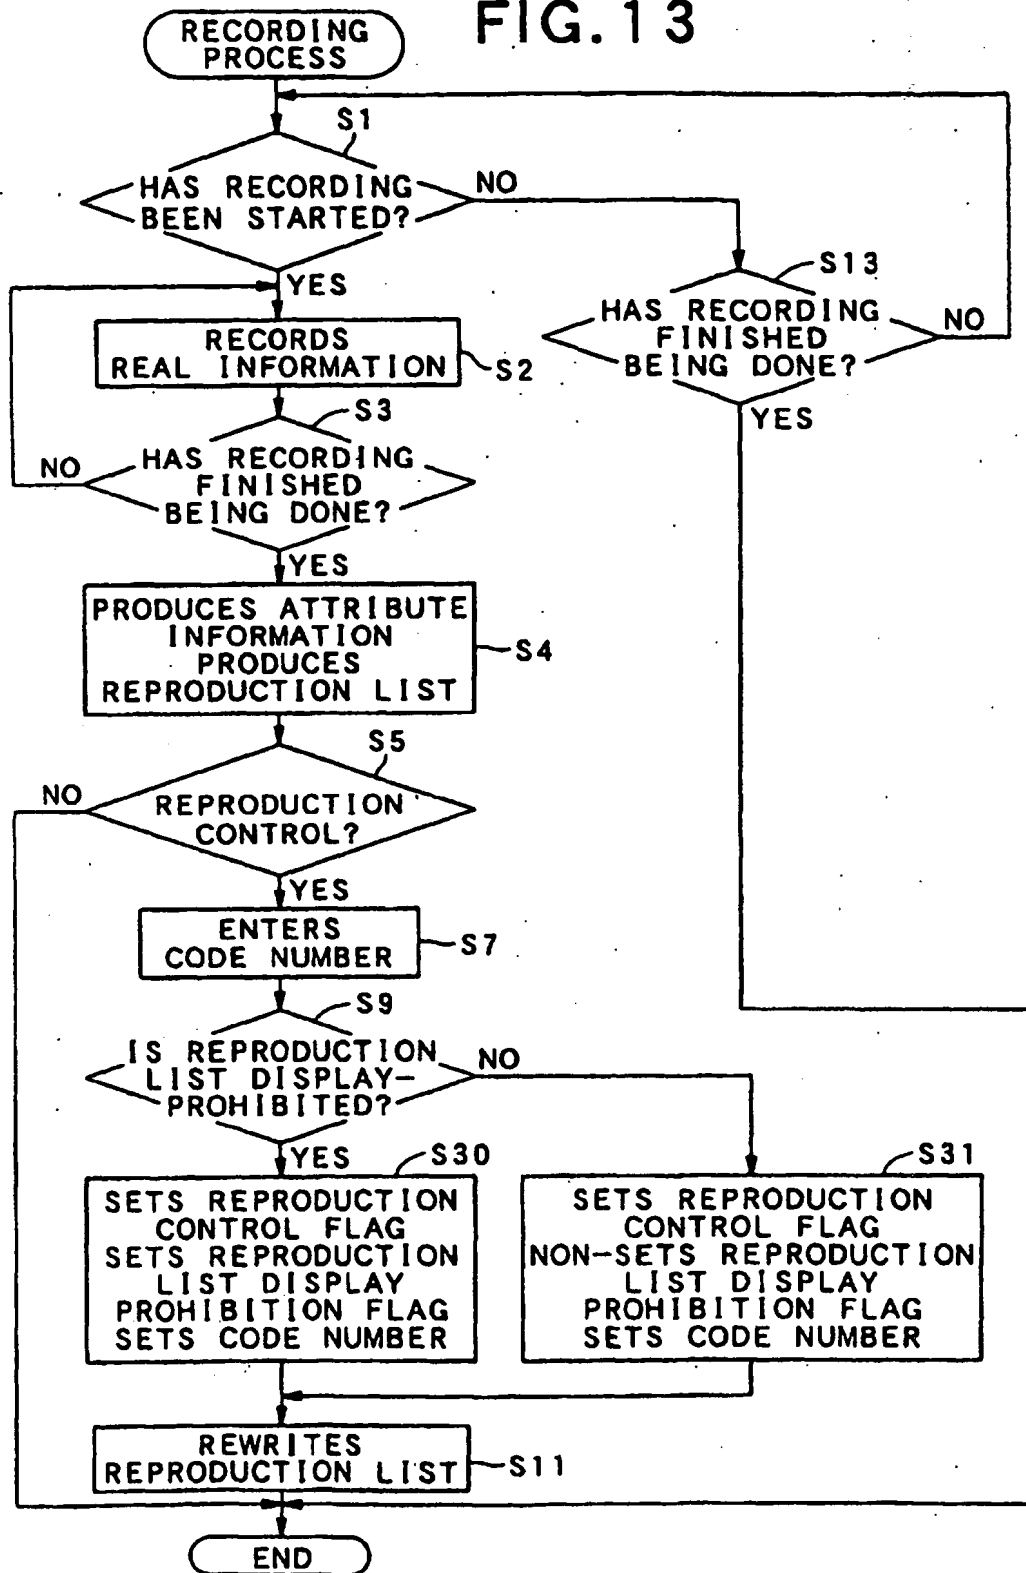 FIG.13
RECORDING
PROCESS
S1
HAS RECORDING
BEEN STARTED?
NO
YES
S13
HAS RECORDING
FINISHED
BEING DONE?
NO
YES
RECORDS
REAL INFORMATION
S2
S3
HAS RECORDING
FINISHED
BEING DONE?
NO
YES
PRODUCES ATTRIBUTE
INFORMATION
PRODUCES
REPRODUCTION LIST
S4
S5
REPRODUCTION
CONTROL?
NO
YES
ENTERS
CODE NUMBER
S7
S9
IS REPRODUCTION
LIST DISPLAY-
PROHIBITED?
NO
YES
S30
SETS REPRODUCTION
CONTROL FLAG
SETS REPRODUCTION
LIST DISPLAY
PROHIBITION FLAG
SETS CODE NUMBER
S31
SETS REPRODUCTION
CONTROL FLAG
NON-SETS REPRODUCTION
LIST DISPLAY
PROHIBITION FLAG
SETS CODE NUMBER
REWRITES
REPRODUCTION LIST
S11
END